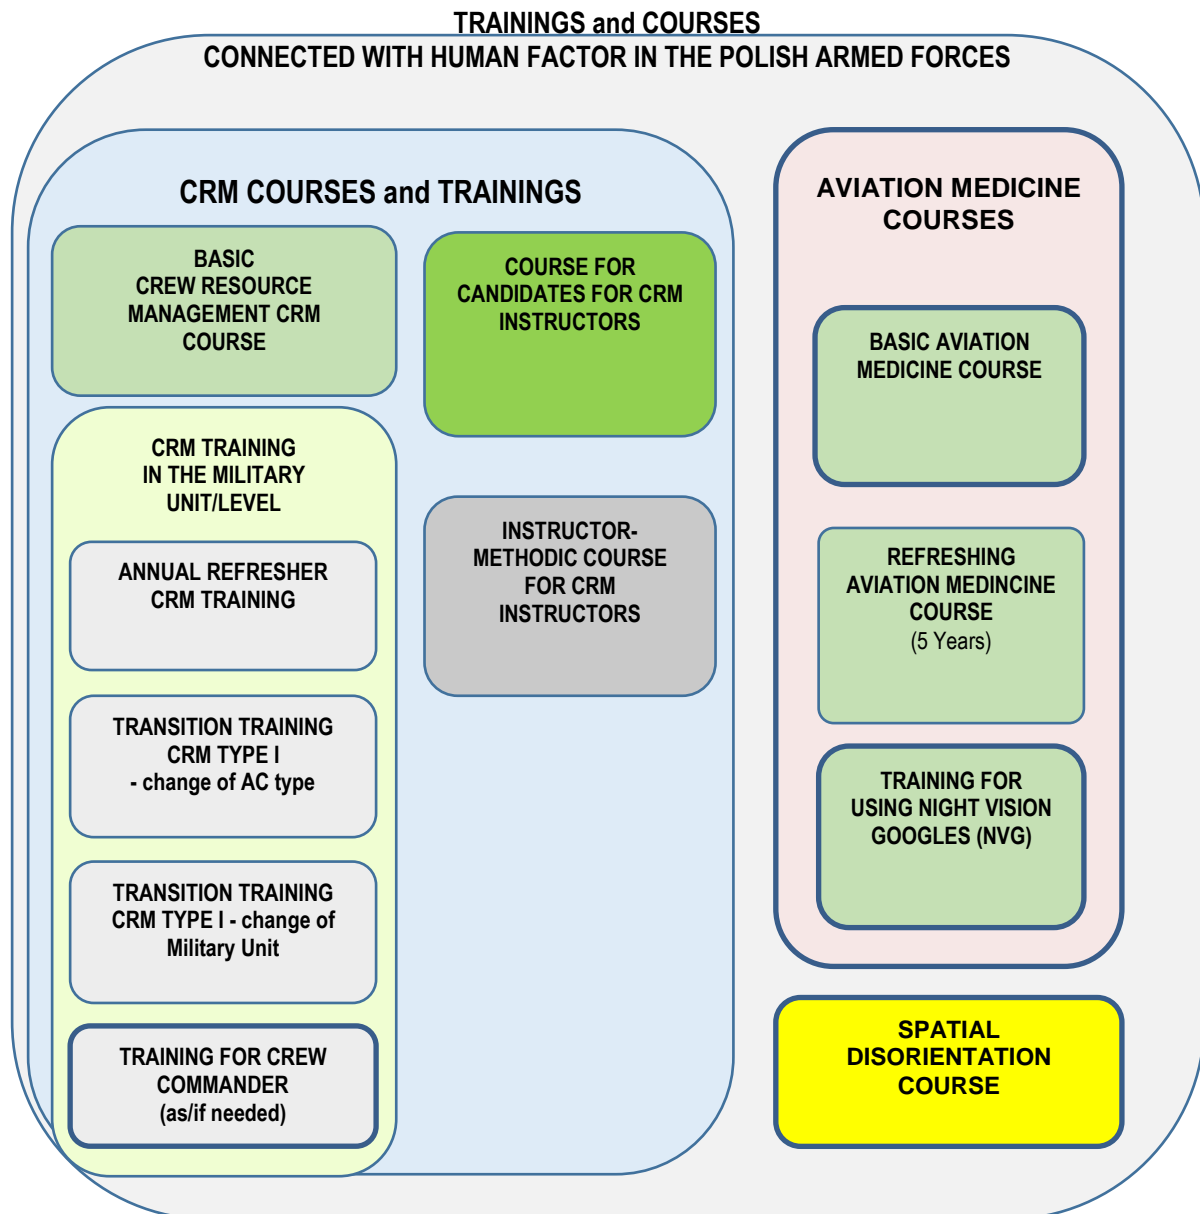 TRAININGS and COURSES
CONNECTED WITH HUMAN FACTOR IN THE POLISH ARMED FORCES
CRM COURSES and TRAININGS
BASIC
CREW RESOURCE
MANAGEMENT CRM
COURSE
CRM TRAINING
IN THE MILITARY
UNIT/LEVEL
ANNUAL REFRESHER
CRM TRAINING
TRANSITION TRAINING
CRM TYPE I
- change of AC type
TRANSITION TRAINING
CRM TYPE I - change of
Military Unit
TRAINING FOR CREW
COMMANDER
(as/if needed)
COURSE FOR
CANDIDATES FOR CRM
INSTRUCTORS
INSTRUCTOR-
METHODIC COURSE
FOR CRM
INSTRUCTORS
AVIATION MEDICINE
COURSES
BASIC AVIATION
MEDICINE COURSE
REFRESHING
AVIATION MEDINCINE
COURSE
(5 Years)
TRAINING FOR
USING NIGHT VISION
GOOGLES (NVG)
SPATIAL
DISORIENTATION
COURSE